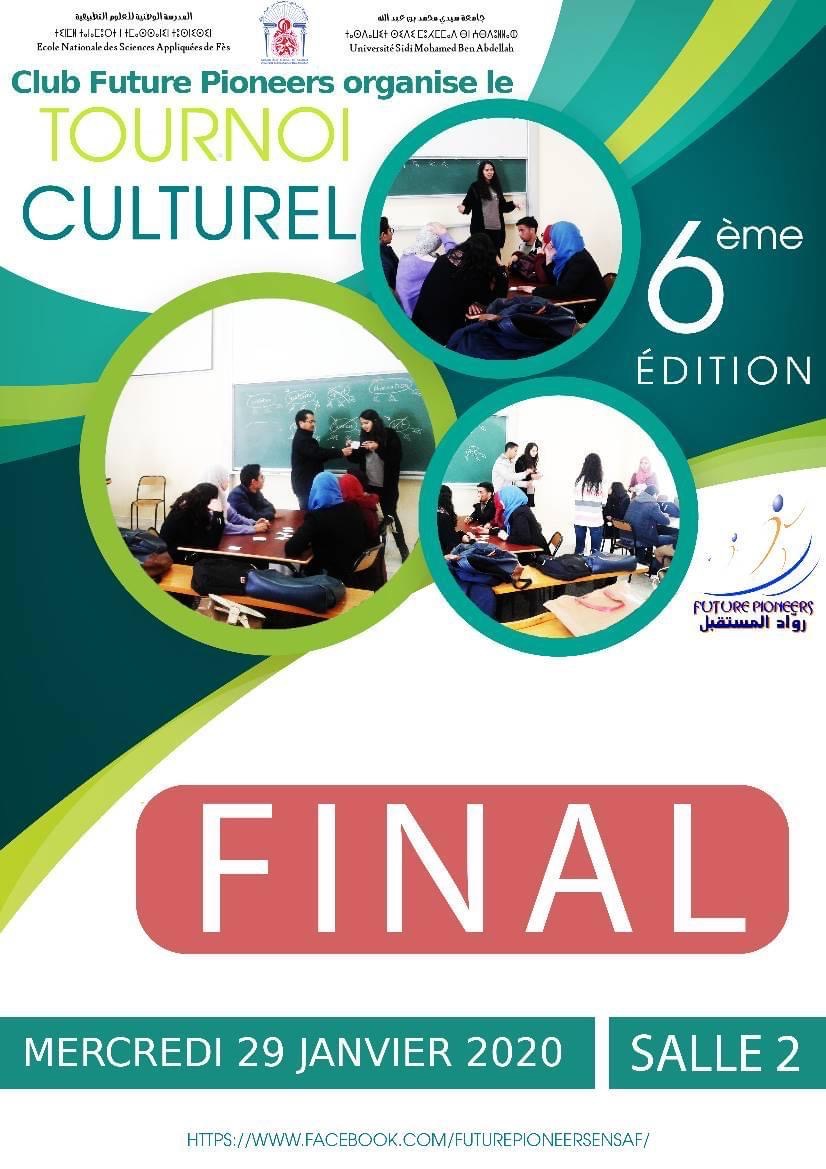 المدرسة الوطنية للعلوم التطبيقية
Ecole Nationale des Sciences Appliquées de Fès
جامعة سيدي محمد بن عبد الله
Université Sidi Mohamed Ben Abdellah
Club Future Pioneers organise le
TOURNOI
CULTUREL
6ème
ÉDITION
FUTURE PIONEERS
روّاد المستقبل
FINAL
MERCREDI 29 JANVIER 2020
SALLE 2
HTTPS://WWW.FACEBOOK.COM/FUTUREPIONEERSENSAF/